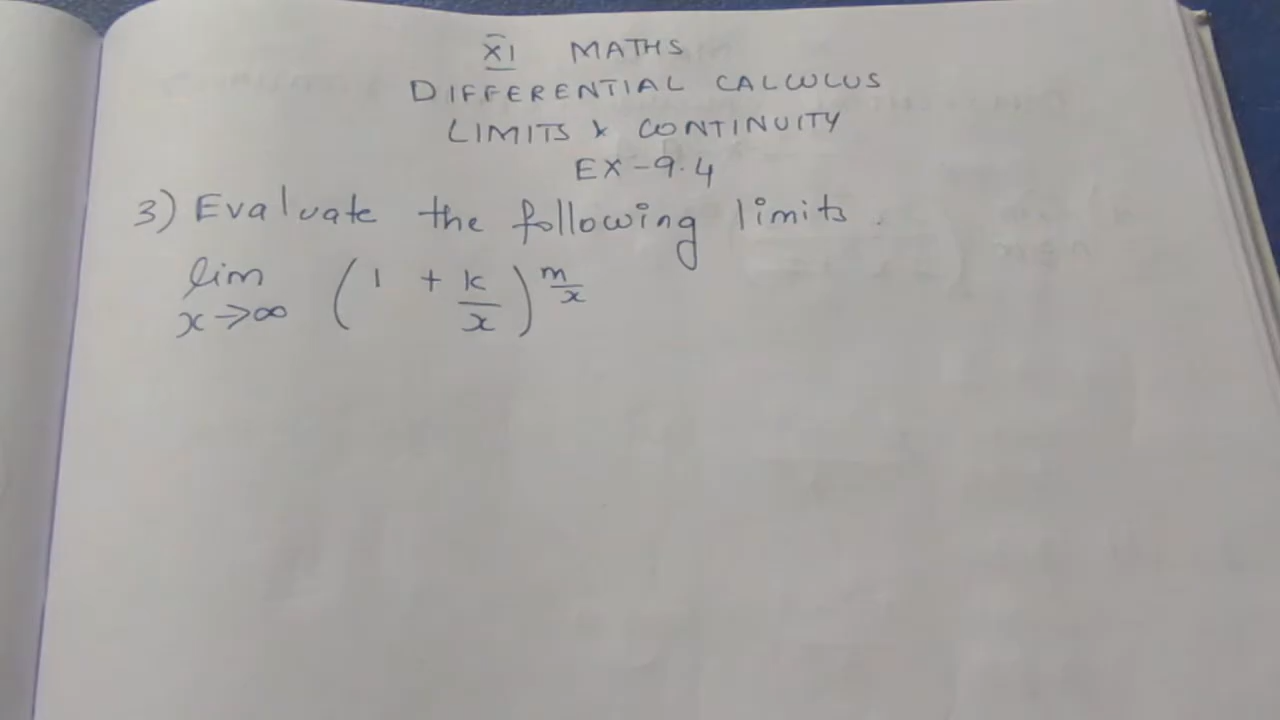 XI MATHS
DIFFERENTIAL CALCULUS
LIMITS & CONTINUITY
EX-9.4
3) Evaluate the following limits.
lim x→∞ (1 + k/x)^(m/x)